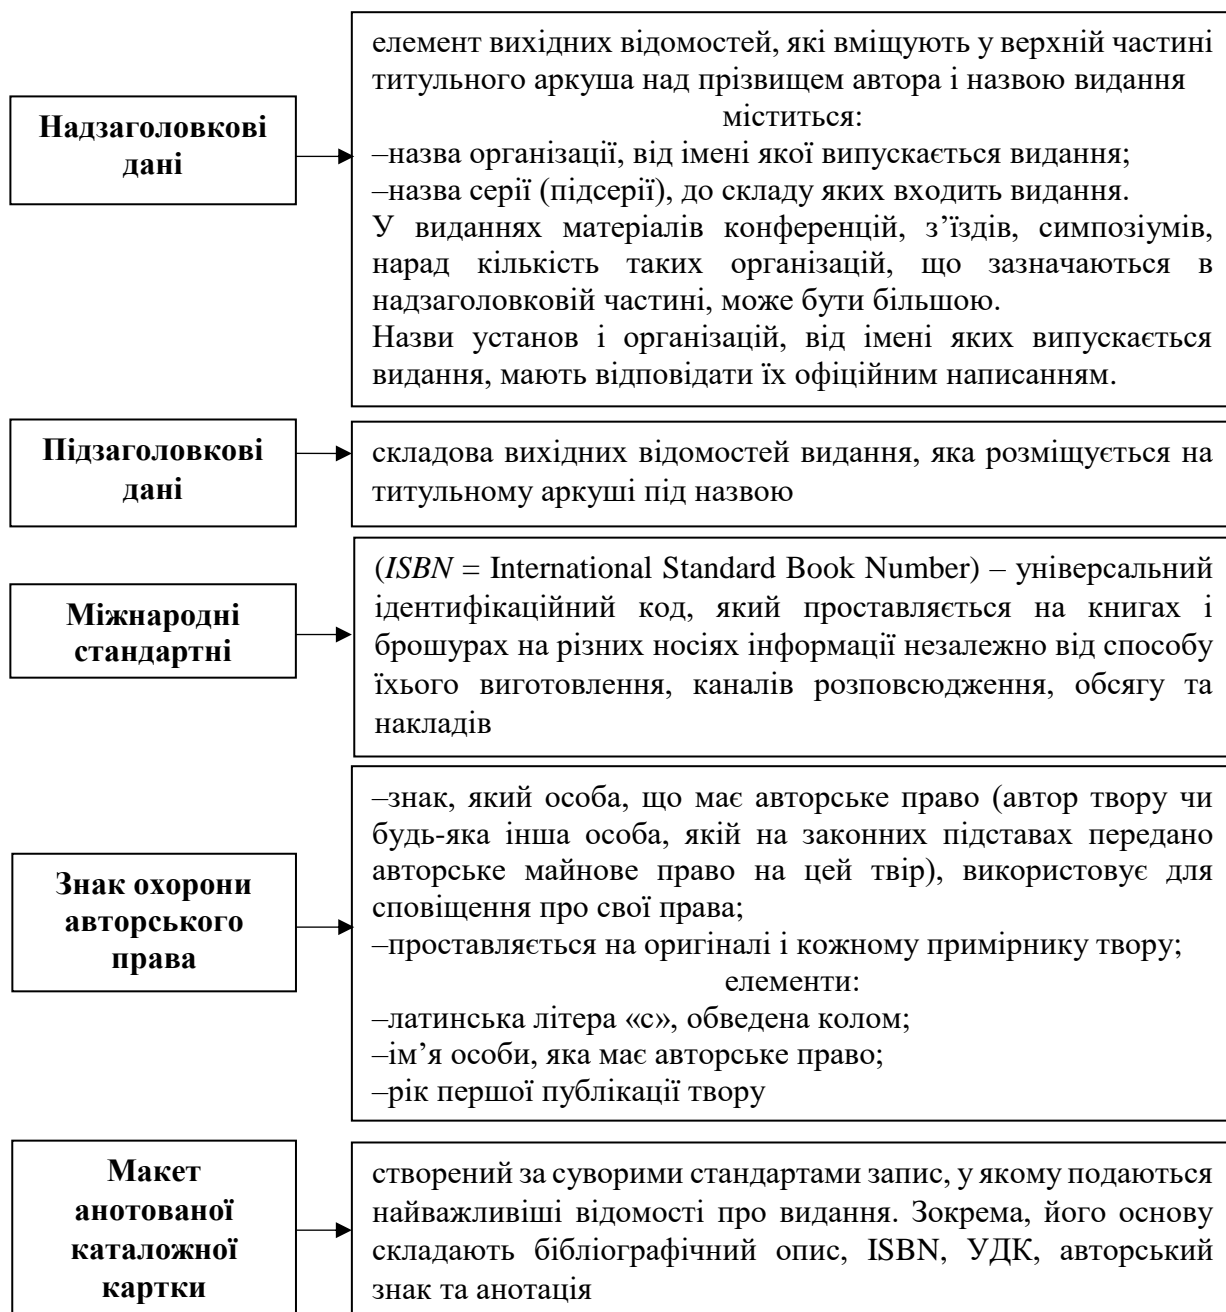 Надзаголовкові
дані
елемент вихідних відомостей, які вміщують у верхній частині
титульного аркуша над прізвищем автора і назвою видання
міститься:
–назва організації, від імені якої випускається видання;
–назва серії (підсерії), до складу яких входить видання.
У виданнях матеріалів конференцій, з’їздів, симпозіумів,
нарад кількість таких організацій, що зазначаються в
надзаголовковій частині, може бути більшою.
Назви установ і організацій, від імені яких випускається
видання, мають відповідати їх офіційним написанням.
Підзаголовкові
дані
складова вихідних відомостей видання, яка розміщується на
титульному аркуші під назвою
Міжнародні
стандартні
(ISBN = International Standard Book Number) – універсальний
ідентифікаційний код, який проставляється на книгах і
брошурах на різних носіях інформації незалежно від способу
їхнього виготовлення, каналів розповсюдження, обсягу та
накладів
Знак охорони
авторського
права
–знак, який особа, що має авторське право (автор твору чи
будь-яка інша особа, якій на законних підставах передано
авторське майнове право на цей твір), використовує для
сповіщення про свої права;
–проставляється на оригіналі і кожному примірнику твору;
елементи:
–латинська літера «с», обведена колом;
–ім’я особи, яка має авторське право;
–рік першої публікації твору
Макет
анотованої
каталожної
картки
створений за суворими стандартами запис, у якому подаються
найважливіші відомості про видання. Зокрема, його основу
складають бібліографічний опис, ISBN, УДК, авторський
знак та анотація